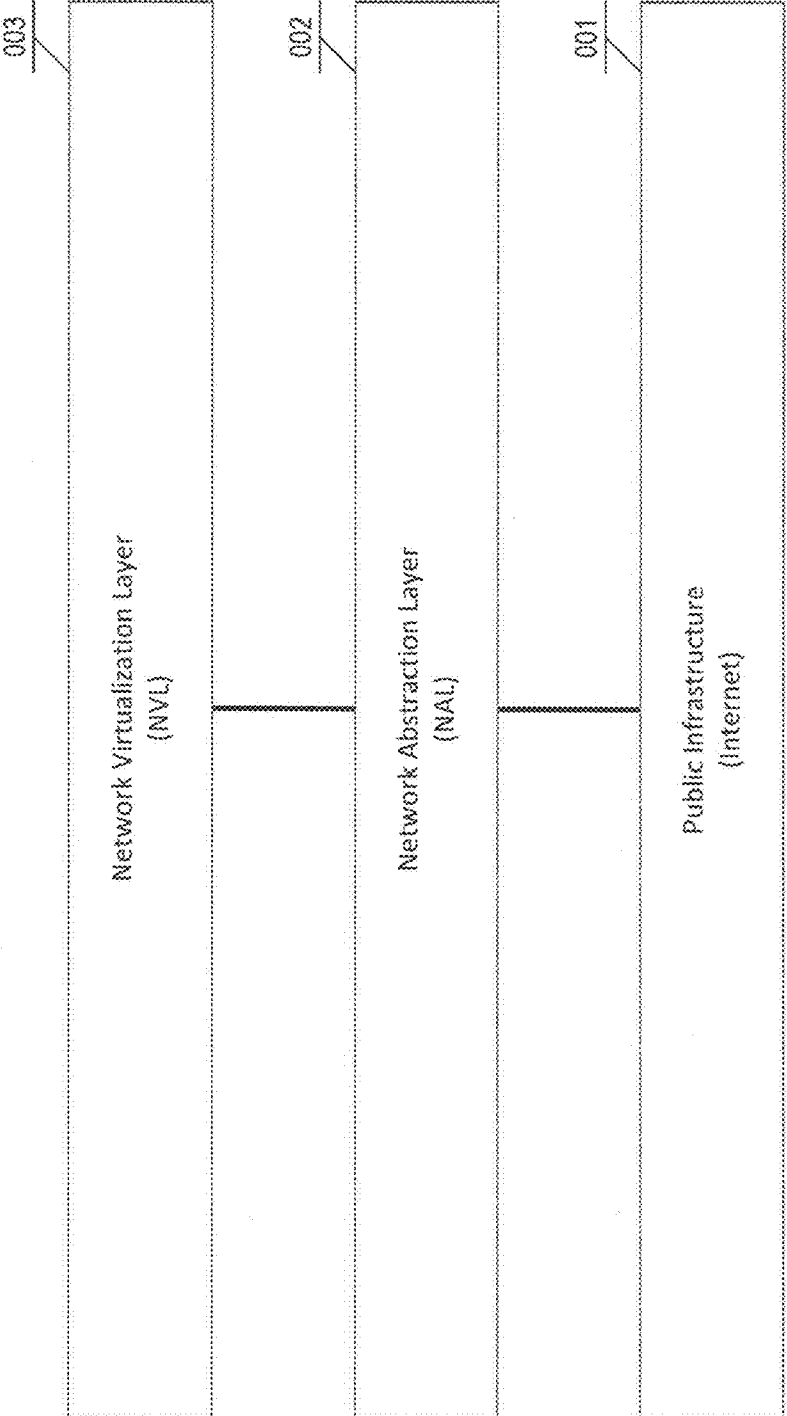 003
Network Virtualization Layer
(NVL)
002
Network Abstraction Layer
(NAL)
001
Public Infrastructure
(Internet)